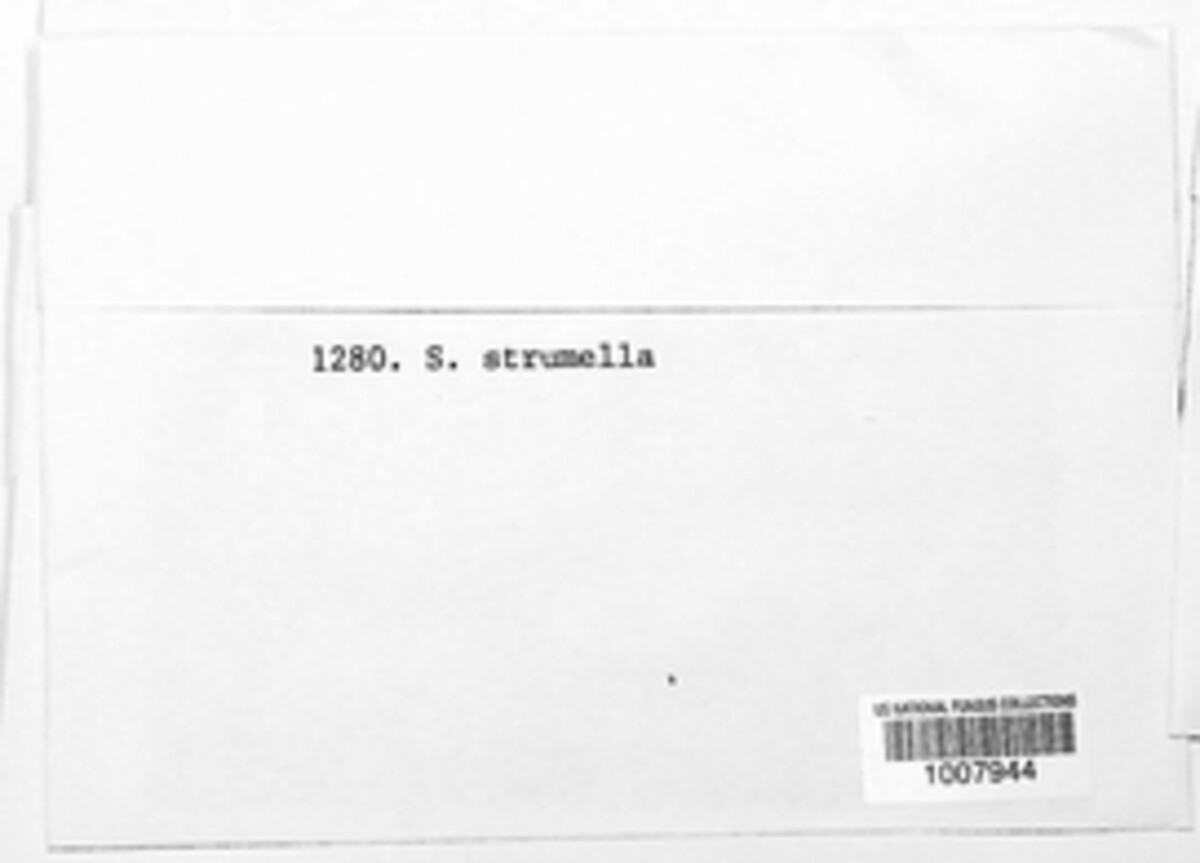 1280. S. strumella
US NATIONAL FUNGUS COLLECTIONS
1007944